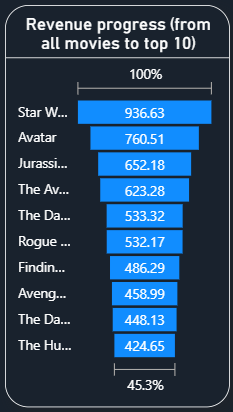 Revenue progress (from
all movies to top 10)
100%
Star W... 936.63
Avatar 760.51
Jurassi... 652.18
The Av... 623.28
The Da... 533.32
Rogue ... 532.17
Findin... 486.29
Aveng... 458.99
The Da... 448.13
The Hu... 424.65
45.3%